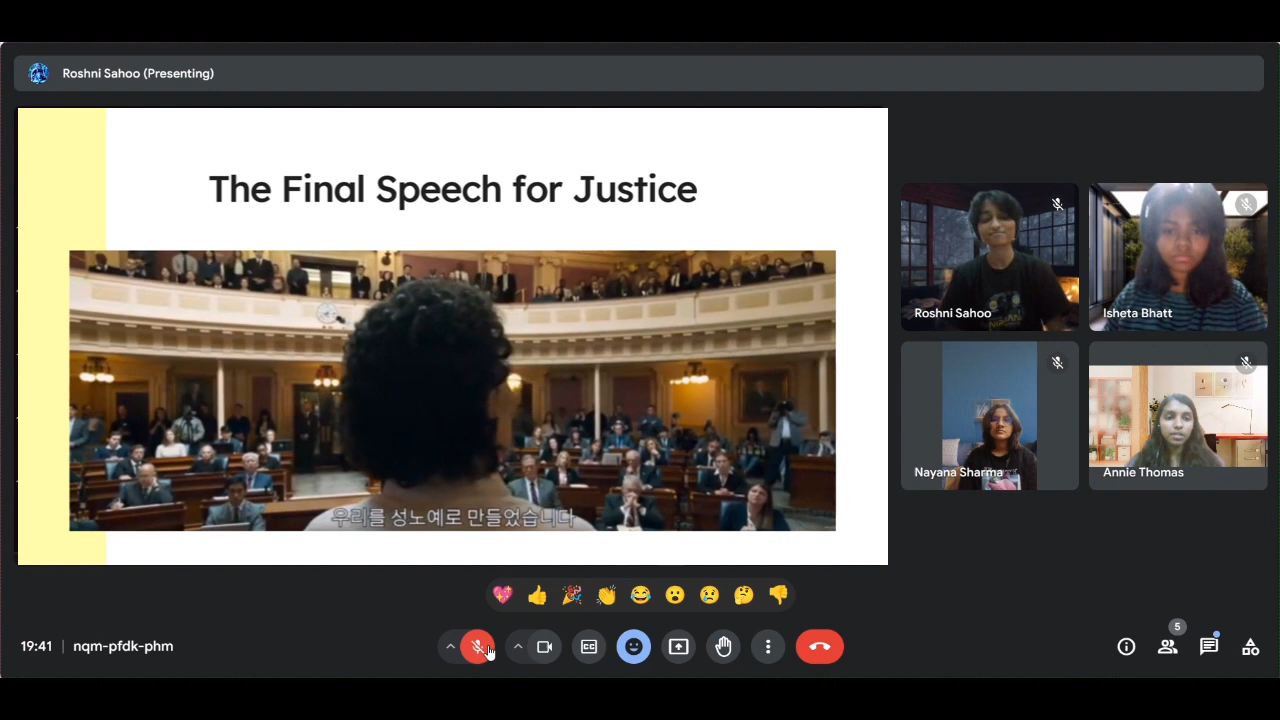 Roshni Sahoo (Presenting)
The Final Speech for Justice
우리를 성노예로 만들었습니다
Roshni Sahoo
Isheta Bhatt
Nayana Sharma
Annie Thomas
19:41 | nqm-pfdk-phm
CC
5